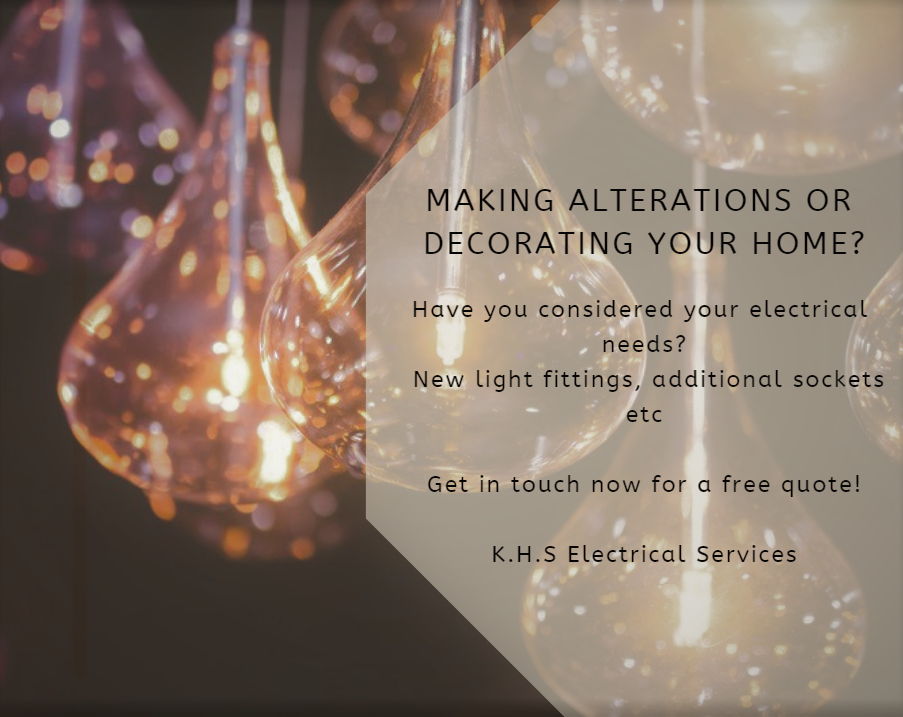 MAKING ALTERATIONS OR
DECORATING YOUR HOME?
Have you considered your electrical
needs?
New light fittings, additional sockets
etc
Get in touch now for a free quote!
K.H.S Electrical Services